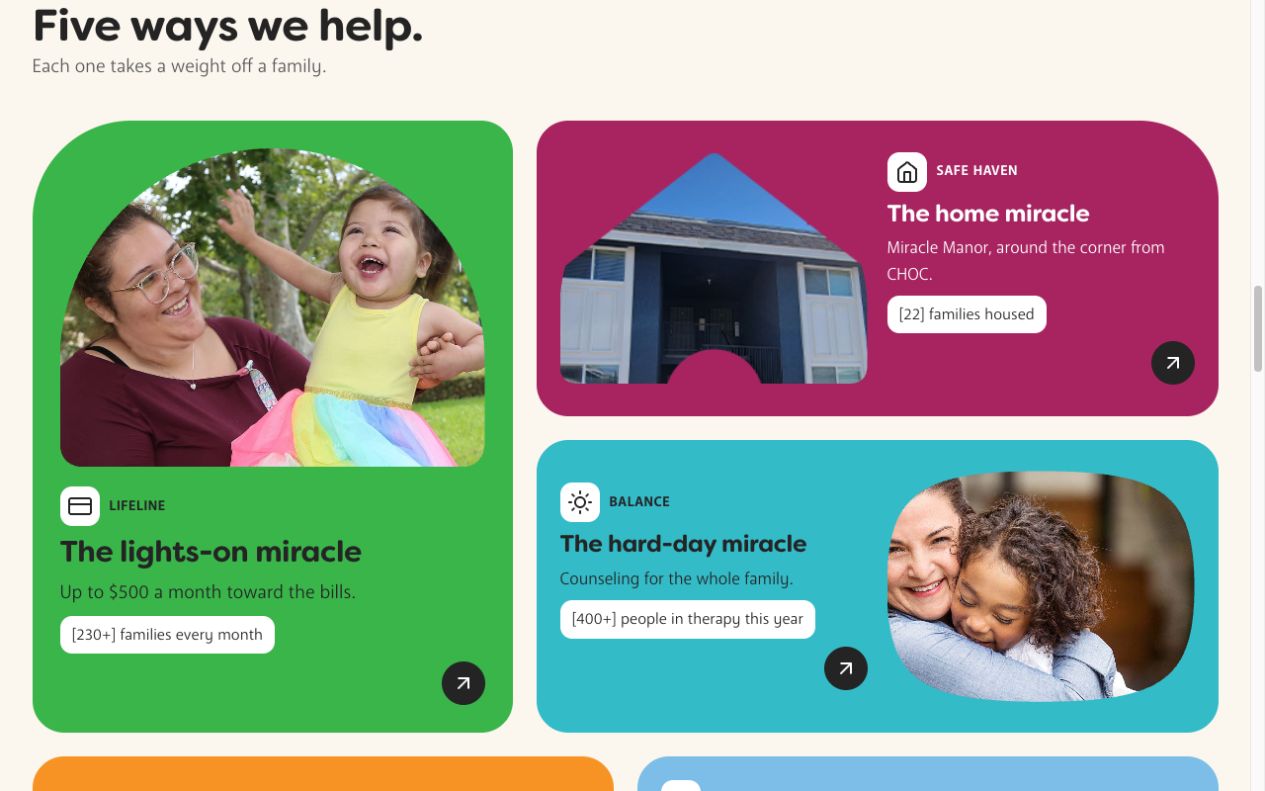 Five ways we help.
Each one takes a weight off a family.
LIFELINE
The lights-on miracle
Up to $500 a month toward the bills.
[230+] families every month
SAFE HAVEN
The home miracle
Miracle Manor, around the corner from
CHOC.
[22] families housed
BALANCE
The hard-day miracle
Counseling for the whole family.
[400+] people in therapy this year